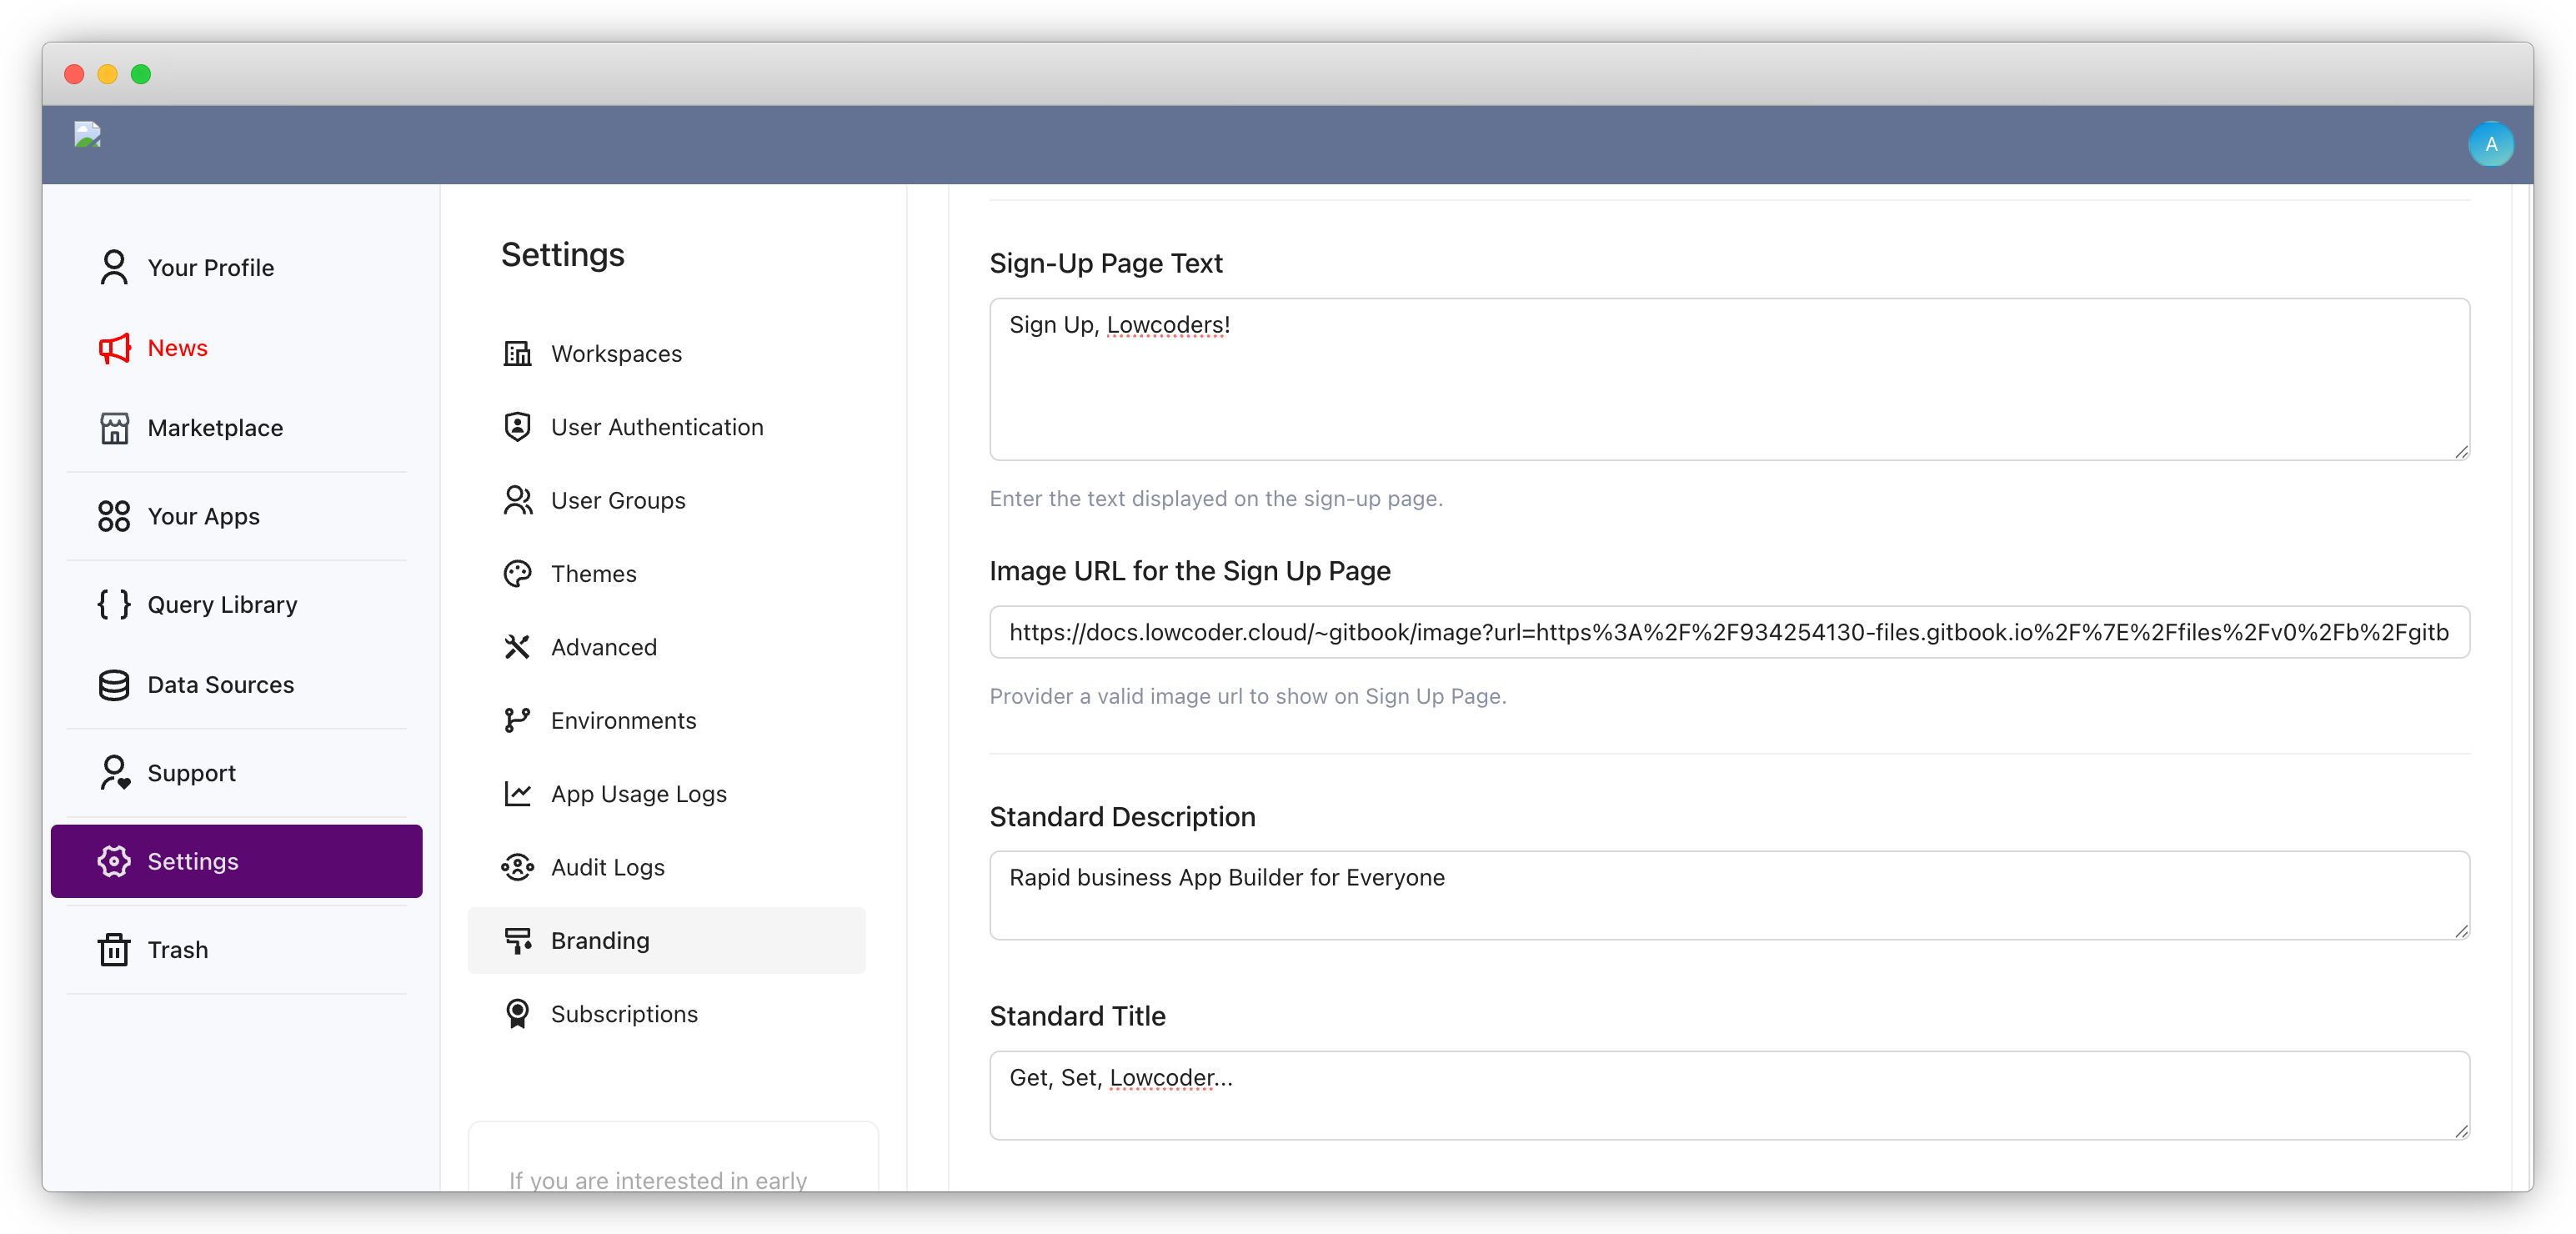 A
Your Profile
News
Marketplace
Your Apps
Query Library
Data Sources
Support
Settings
Trash
Settings
Workspaces
User Authentication
User Groups
Themes
Advanced
Environments
App Usage Logs
Audit Logs
Branding
Subscriptions
If you are interested in early
Sign-Up Page Text
Sign Up, Lowcoders!
Enter the text displayed on the sign-up page.
Image URL for the Sign Up Page
https://docs.lowcoder.cloud/~gitbook/image?url=https%3A%2F%2F934254130-files.gitbook.io%2F%7E%2Ffiles%2Fv0%2Fb%2Fgitb
Provider a valid image url to show on Sign Up Page.
Standard Description
Rapid business App Builder for Everyone
Standard Title
Get, Set, Lowcoder...